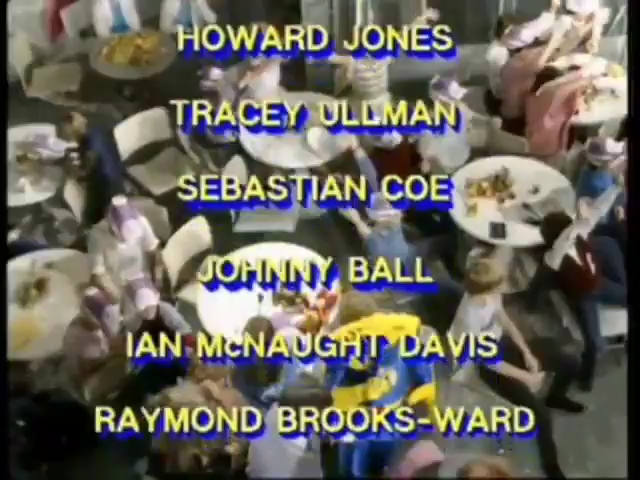 HOWARD JONES
TRACEY ULLMAN
SEBASTIAN COE
JOHNNY BALL
IAN McNAUGHT DAVIS
RAYMOND BROOKS-WARD